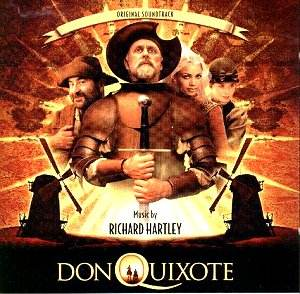 ORIGINAL SOUNDTRACK
Music by
RICHARD HARTLEY
DON QUIXOTE